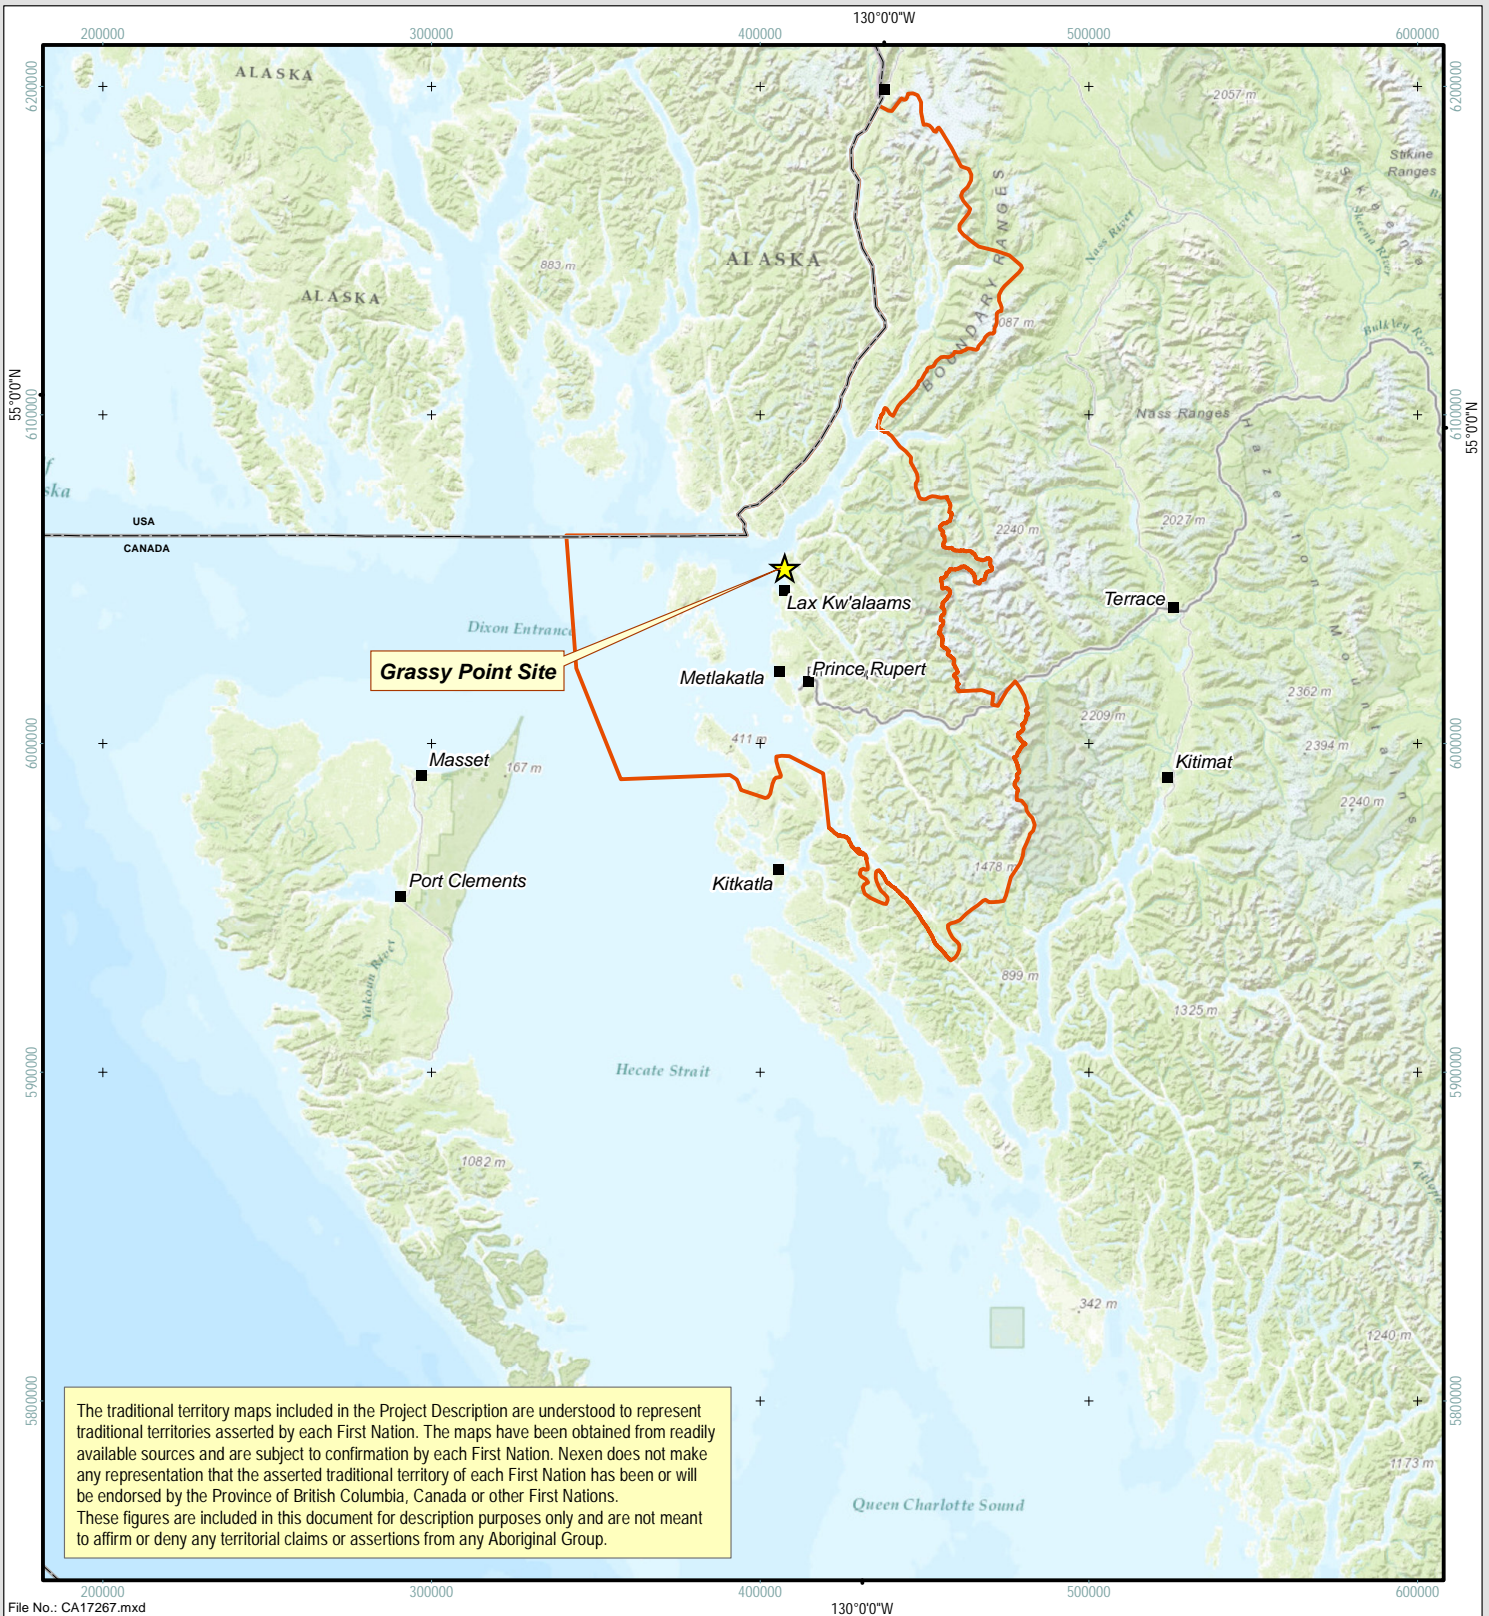 130°0'0"W
200000
300000
400000
500000
600000
6200000
6200000
ALASKA
2057 m
Stikine
Ranges
Skeena
Skeena River
Nass River
BOUNDARY RANGES
ALASKA
883 m
ALASKA
2087 m
Bulkley River
55°0'0"N
6100000
6100000
55°0'0"N
Nass Ranges
Hazelton Mountains
ska
USA
CANADA
2240 m
2027 m
Lax Kw'alaams
Terrace
Dixon Entrance
Grassy Point Site
Metlakatla
Prince Rupert
2362 m
2209 m
6000000
6000000
411 m
2394 m
Masset
167 m
Kitimat
2240 m
1478 m
Port Clements
Kitkatla
Yakoun River
899 m
1325 m
5900000
5900000
Hecate Strait
1082 m
342 m
1240 m
5800000
5800000
The traditional territory maps included in the Project Description are understood to represent
traditional territories asserted by each First Nation. The maps have been obtained from readily
available sources and are subject to confirmation by each First Nation. Nexen does not make
any representation that the asserted traditional territory of each First Nation has been or will
be endorsed by the Province of British Columbia, Canada or other First Nations.
These figures are included in this document for description purposes only and are not meant
to affirm or deny any territorial claims or assertions from any Aboriginal Group.
1173 m
Queen Charlotte Sound
200000
300000
400000
500000
600000
File No.: CA17267.mxd
130°0'0"W